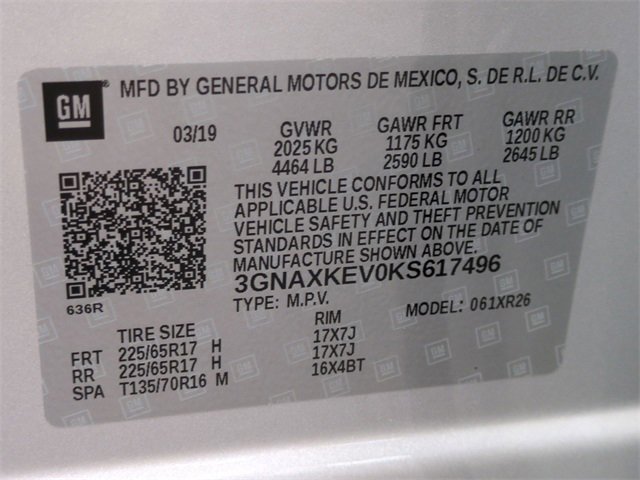 GM
MFD BY GENERAL MOTORS DE MEXICO, S. DE R.L. DE C.V.
03/19 GVWR GAWR FRT GAWR RR
2025 KG 1175 KG 1200 KG
4464 LB 2590 LB 2645 LB
THIS VEHICLE CONFORMS TO ALL
APPLICABLE U.S. FEDERAL MOTOR
VEHICLE SAFETY AND THEFT PREVENTION
STANDARDS IN EFFECT ON THE DATE OF
MANUFACTURE SHOWN ABOVE.
3GNAXKEV0KS617496
636R
TYPE: M.P.V. MODEL: 061XR26
TIRE SIZE RIM
FRT 225/65R17 H 17X7J
RR 225/65R17 H 17X7J
SPA T135/70R16 M 16X4BT